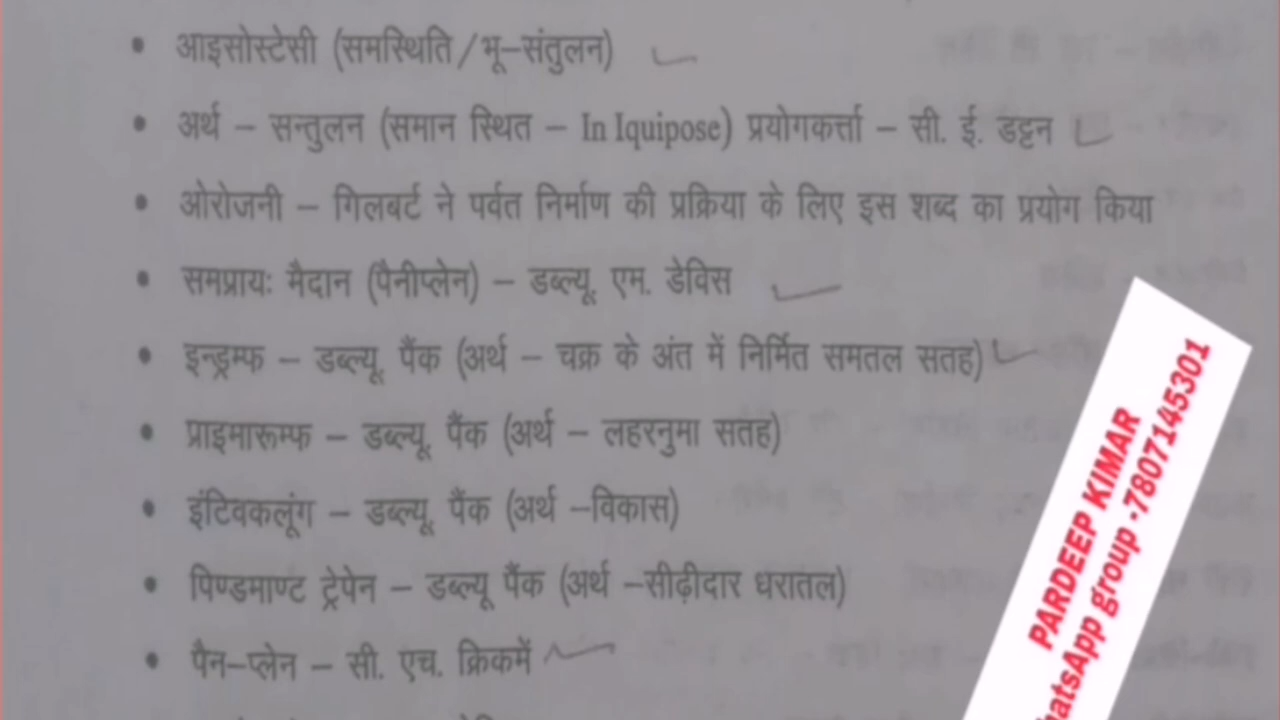 • आइसोस्टेसी (समस्थिति/भू–संतुलन)
• अर्थ – सन्तुलन (समान स्थित – In Iquipose) प्रयोगकर्त्ता – सी. ई. डट्टन
• ओरोजनी – गिलबर्ट ने पर्वत निर्माण की प्रक्रिया के लिए इस शब्द का प्रयोग किया
• समप्रायः मैदान (पैनीप्लेन) – डब्ल्यू. एम. डेविस
• इन्ड्रम्फ – डब्ल्यू. पैंक (अर्थ – चक्र के अंत में निर्मित समतल सतह)
• प्राइमारूम्फ – डब्ल्यू. पैंक (अर्थ – लहरनुमा सतह)
• इंटिवकलूंग – डब्ल्यू. पैंक (अर्थ –विकास)
• पिण्डमाण्ट ट्रेपेन – डब्ल्यू पैंक (अर्थ –सीढ़ीदार धरातल)
• पैन–प्लेन – सी. एच. क्रिकमें
PARDEEP KIMAR
hatsApp group -7807145301